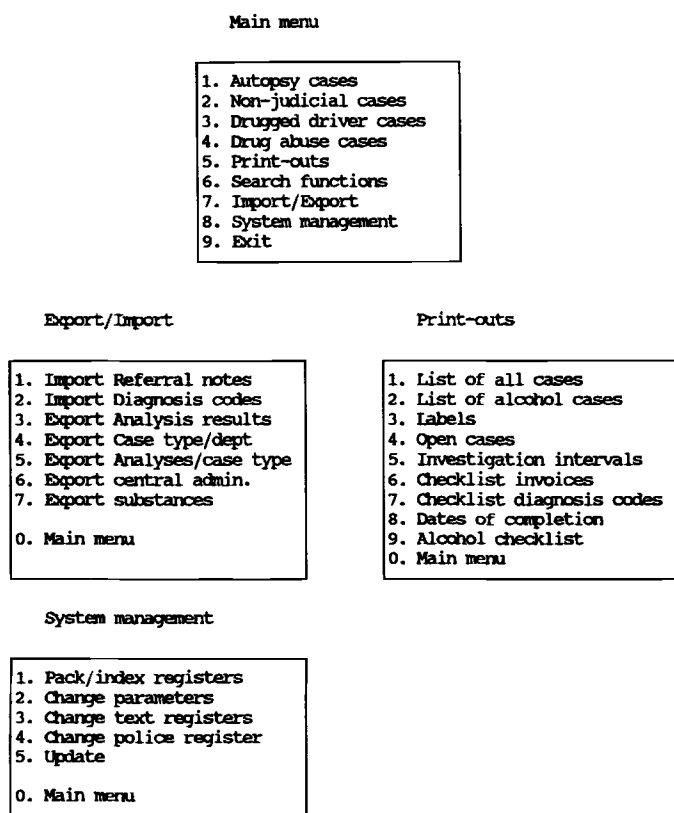 Main menu
1. Autopsy cases
2. Non-judicial cases
3. Drugged driver cases
4. Drug abuse cases
5. Print-outs
6. Search functions
7. Import/Export
8. System management
9. Exit
Export/Import
1. Import Referral notes
2. Import Diagnosis codes
3. Export Analysis results
4. Export Case type/dept
5. Export Analyses/case type
6. Export central admin.
7. Export substances
0. Main menu
Print-outs
1. List of all cases
2. List of alcohol cases
3. Labels
4. Open cases
5. Investigation intervals
6. Checklist invoices
7. Checklist diagnosis codes
8. Dates of completion
9. Alcohol checklist
0. Main menu
System management
1. Pack/index registers
2. Change parameters
3. Change text registers
4. Change police register
5. Update
0. Main menu